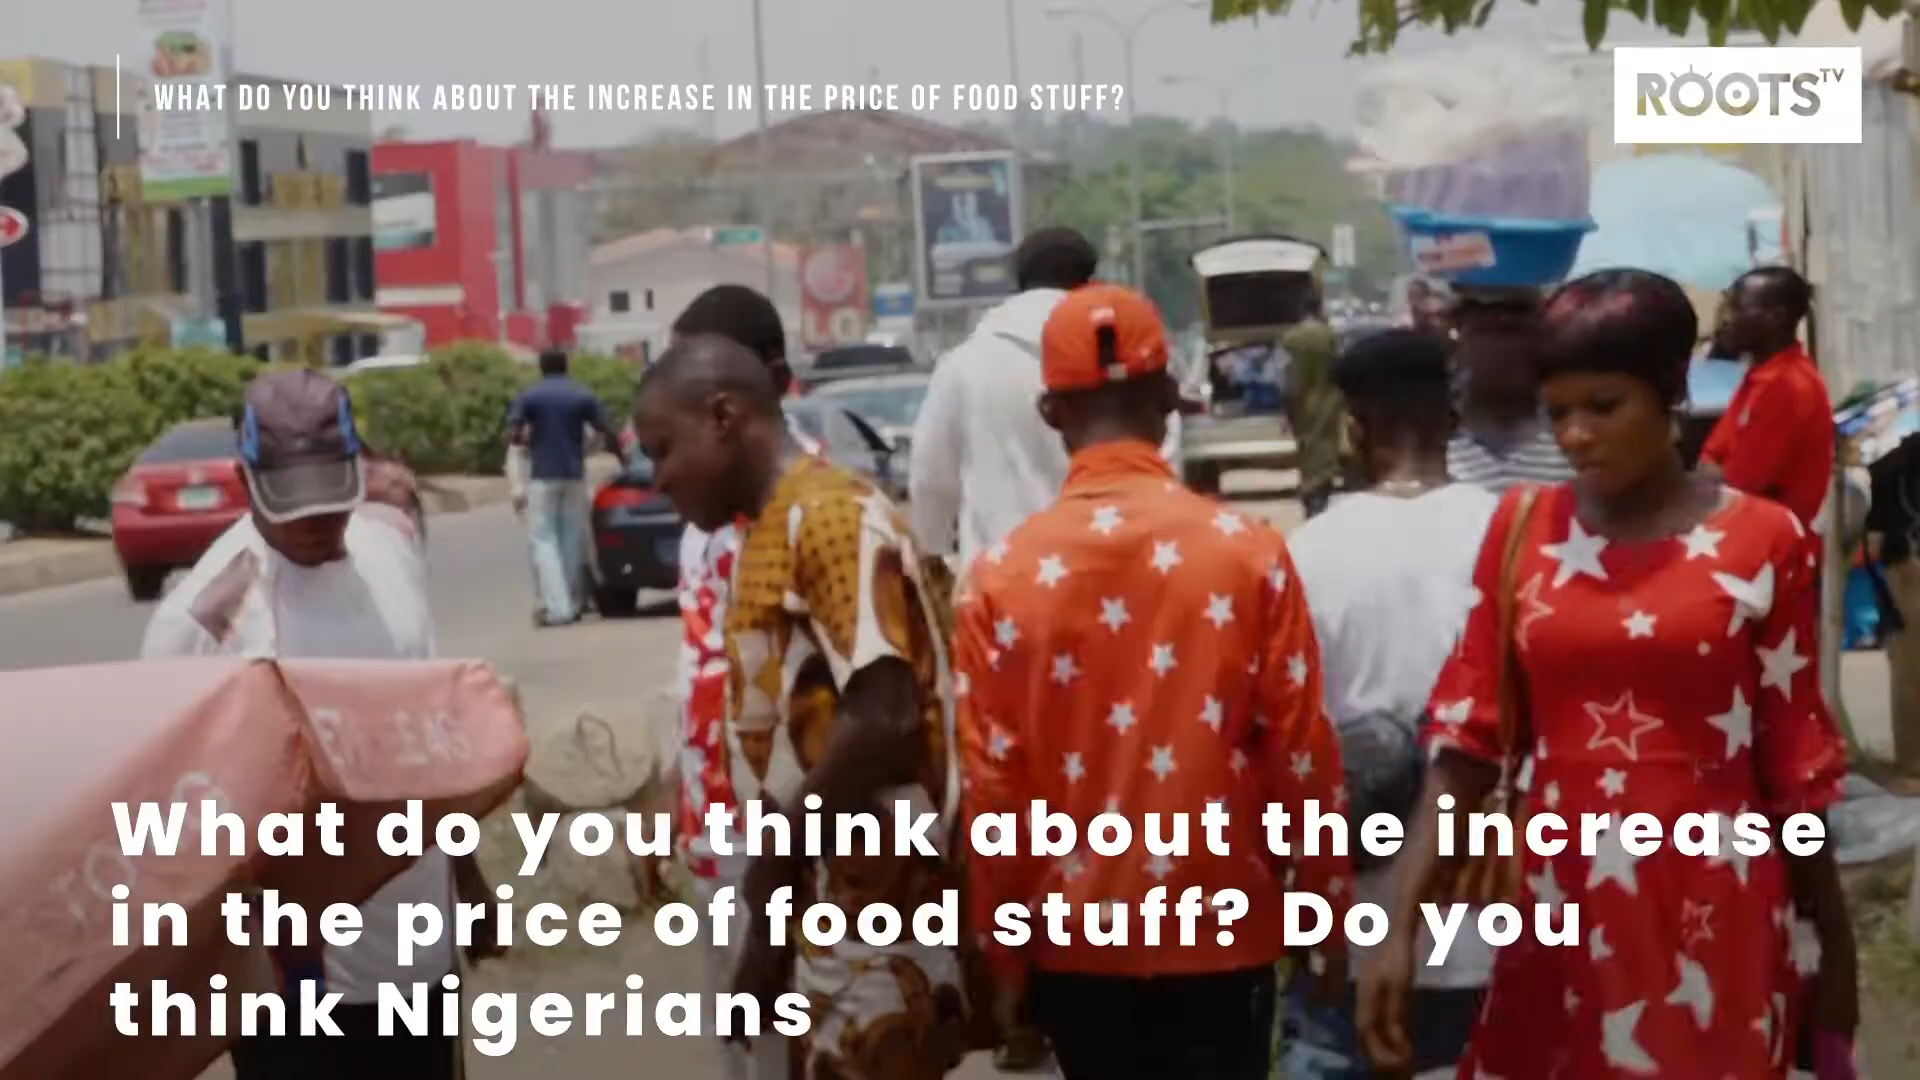 WHAT DO YOU THINK ABOUT THE INCREASE IN THE PRICE OF FOOD STUFF?
ROOTS TV
LG
What do you think about the increase
in the price of food stuff? Do you
think Nigerians